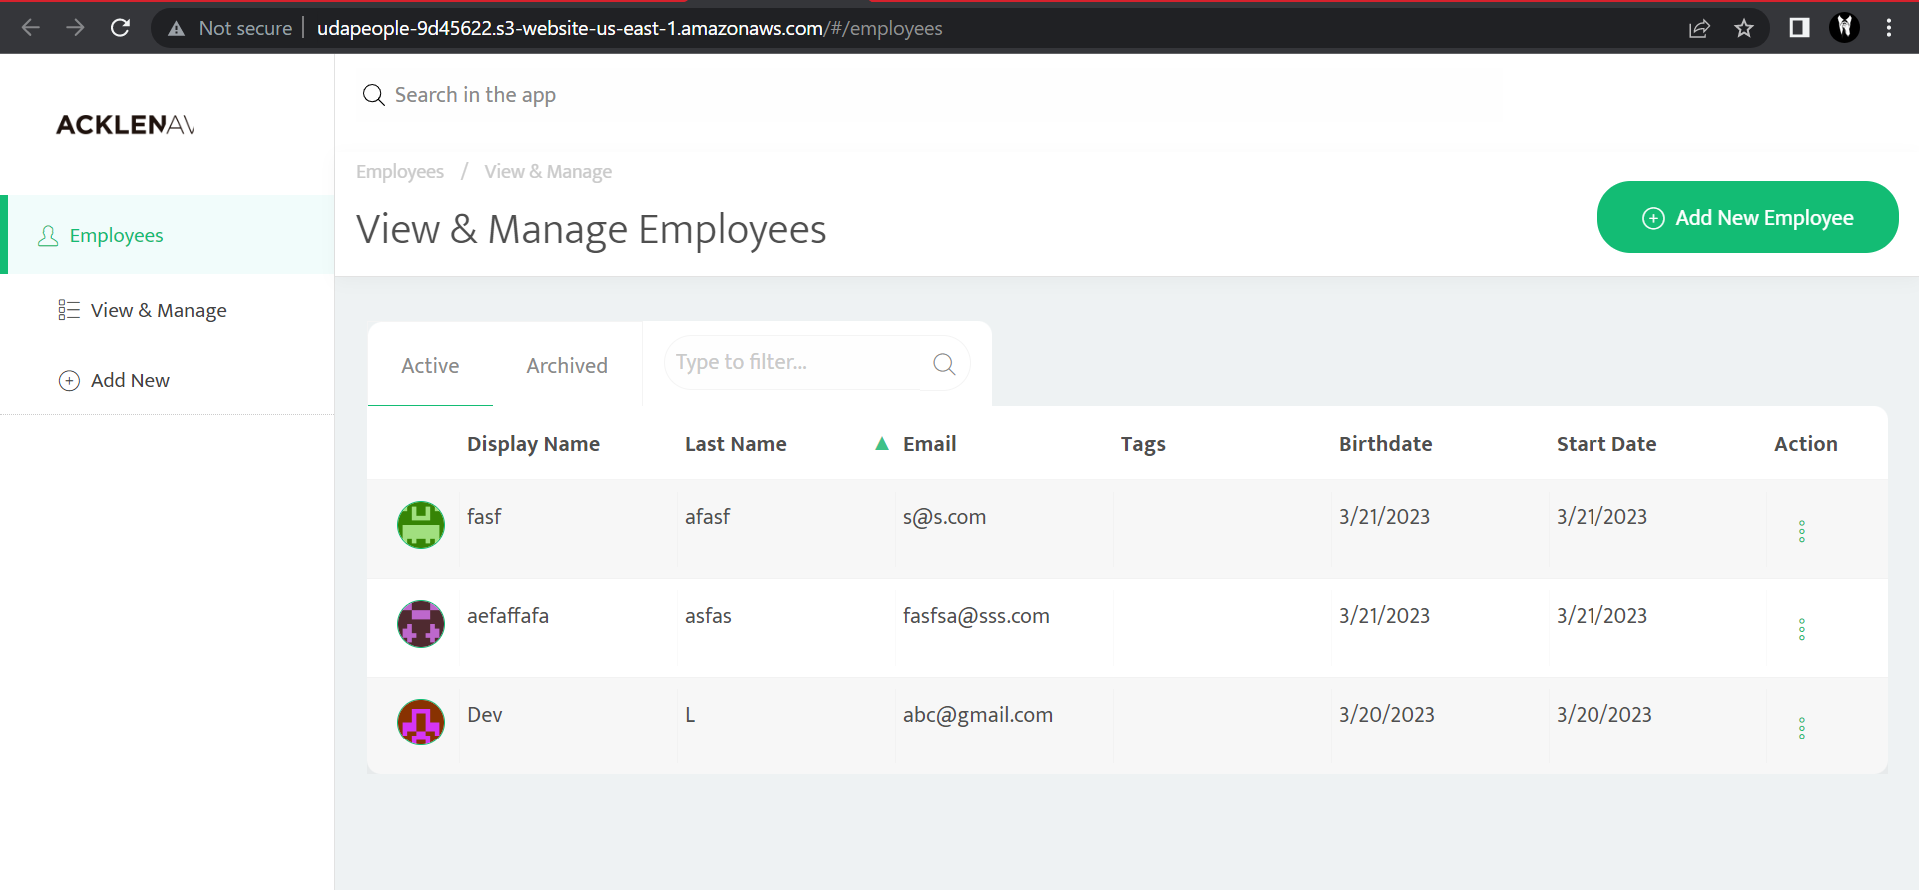 Not secure | udapeople-9d45622.s3-website-us-east-1.amazonaws.com/#/employees
ACKLENAV
Search in the app
Employees / View & Manage
View & Manage Employees
Add New Employee
Employees
View & Manage
Add New
Active Archived Type to filter...
Display Name Last Name Email Tags Birthdate Start Date Action
fasf afasf s@s.com 3/21/2023 3/21/2023
aefaffafa asfas fasfsa@sss.com 3/21/2023 3/21/2023
Dev L abc@gmail.com 3/20/2023 3/20/2023